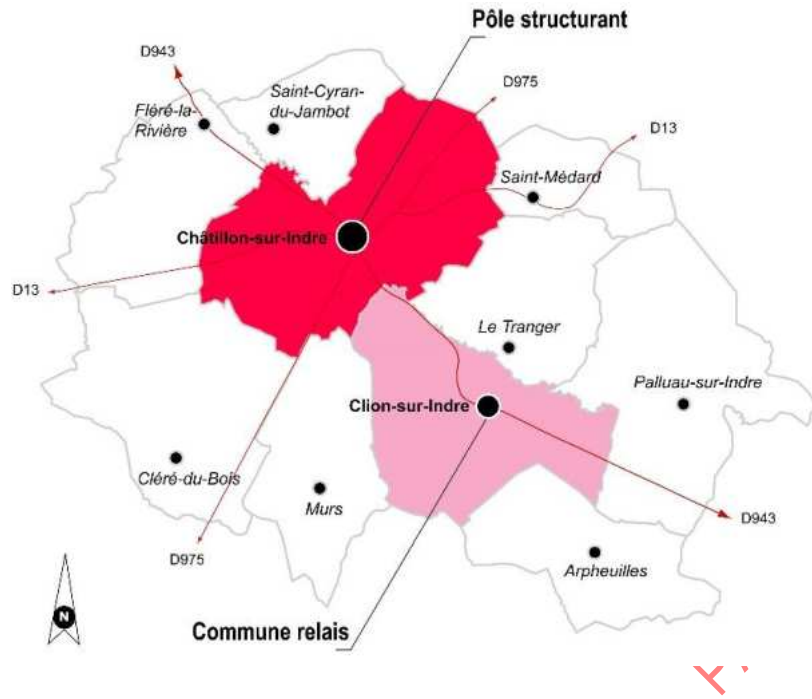 Pôle structurant
D943
D975
Saint-Cyran-
du-Jambot
Fléré-la-
Rivière
D13
Saint-Médard
Châtillon-sur-Indre
D13
Le Tranger
Palluau-sur-Indre
Clion-sur-Indre
Cléré-du-Bois
Murs
D943
D975
Arpheuilles
N
Commune relais